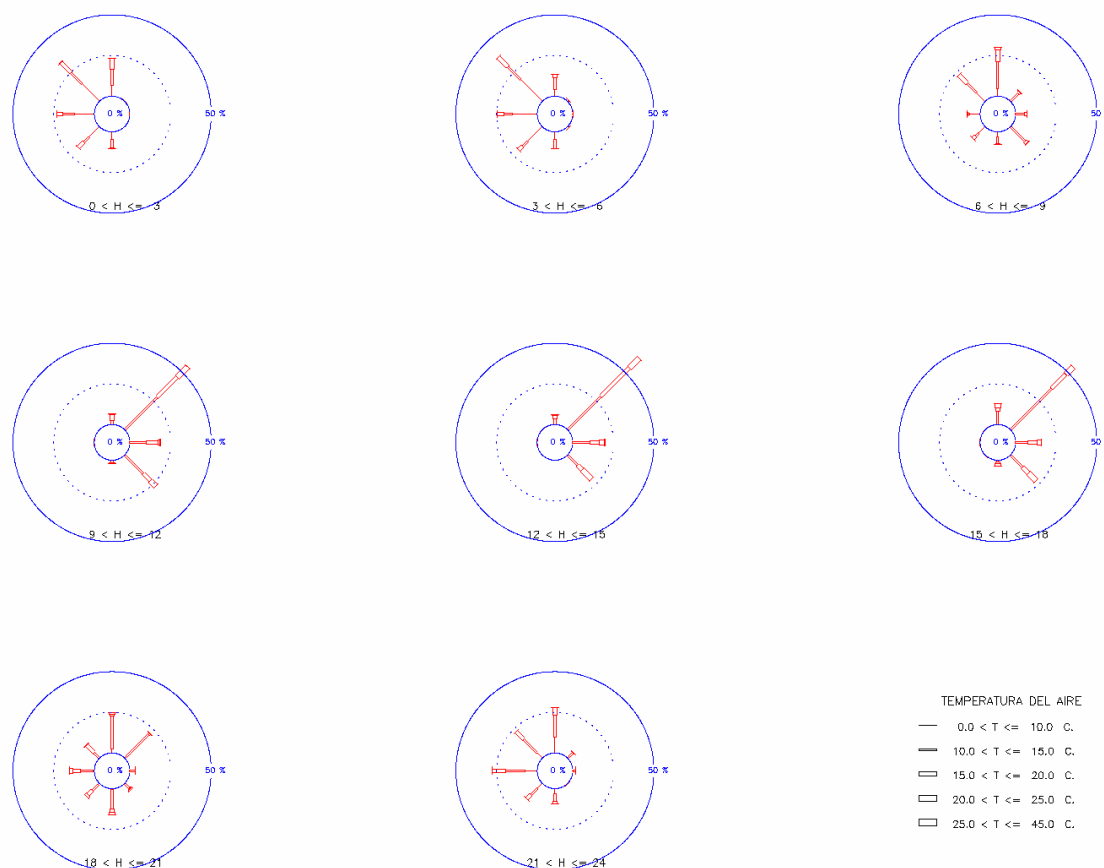 0 % 50 %
0 < H <= 3
0 % 50 %
3 < H <= 6
0 % 50
6 < H <= 9
0 % 50 %
9 < H <= 12
0 % 50 %
12 < H <= 15
0 % 50
15 < H <= 18
0 % 50 %
18 < H <= 21
0 % 50 %
21 < H <= 24
TEMPERATURA DEL AIRE
0.0 < T <= 10.0 C.
10.0 < T <= 15.0 C.
15.0 < T <= 20.0 C.
20.0 < T <= 25.0 C.
25.0 < T <= 45.0 C.